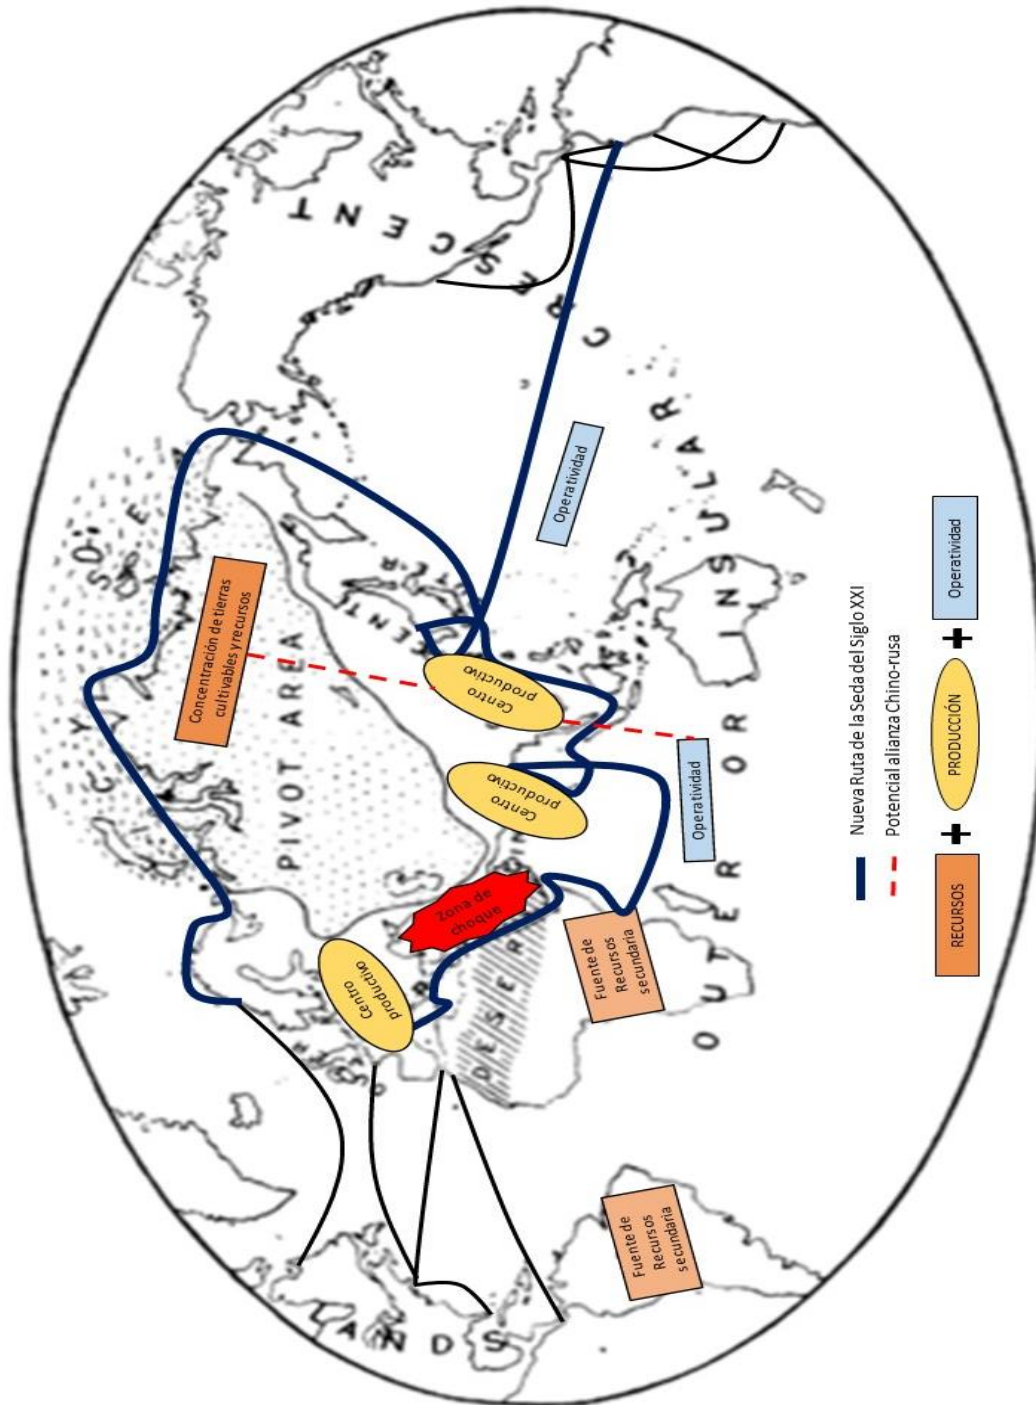 Concentración de tierras
cultivables y recursos
PIVOT AREA
Centro
productivo
Zona de
choque
Centro
productivo
Centro
productivo
DESER
Operatividad
Fuente de
Recursos
secundaria
Fuente de
Recursos
secundaria
Operatividad
LANDS
OUTER OR INSULAR CRESCENT
Nueva Ruta de la Seda del Siglo XXI
Potencial alianza Chino-rusa
RECURSOS + PRODUCCIÓN + Operatividad